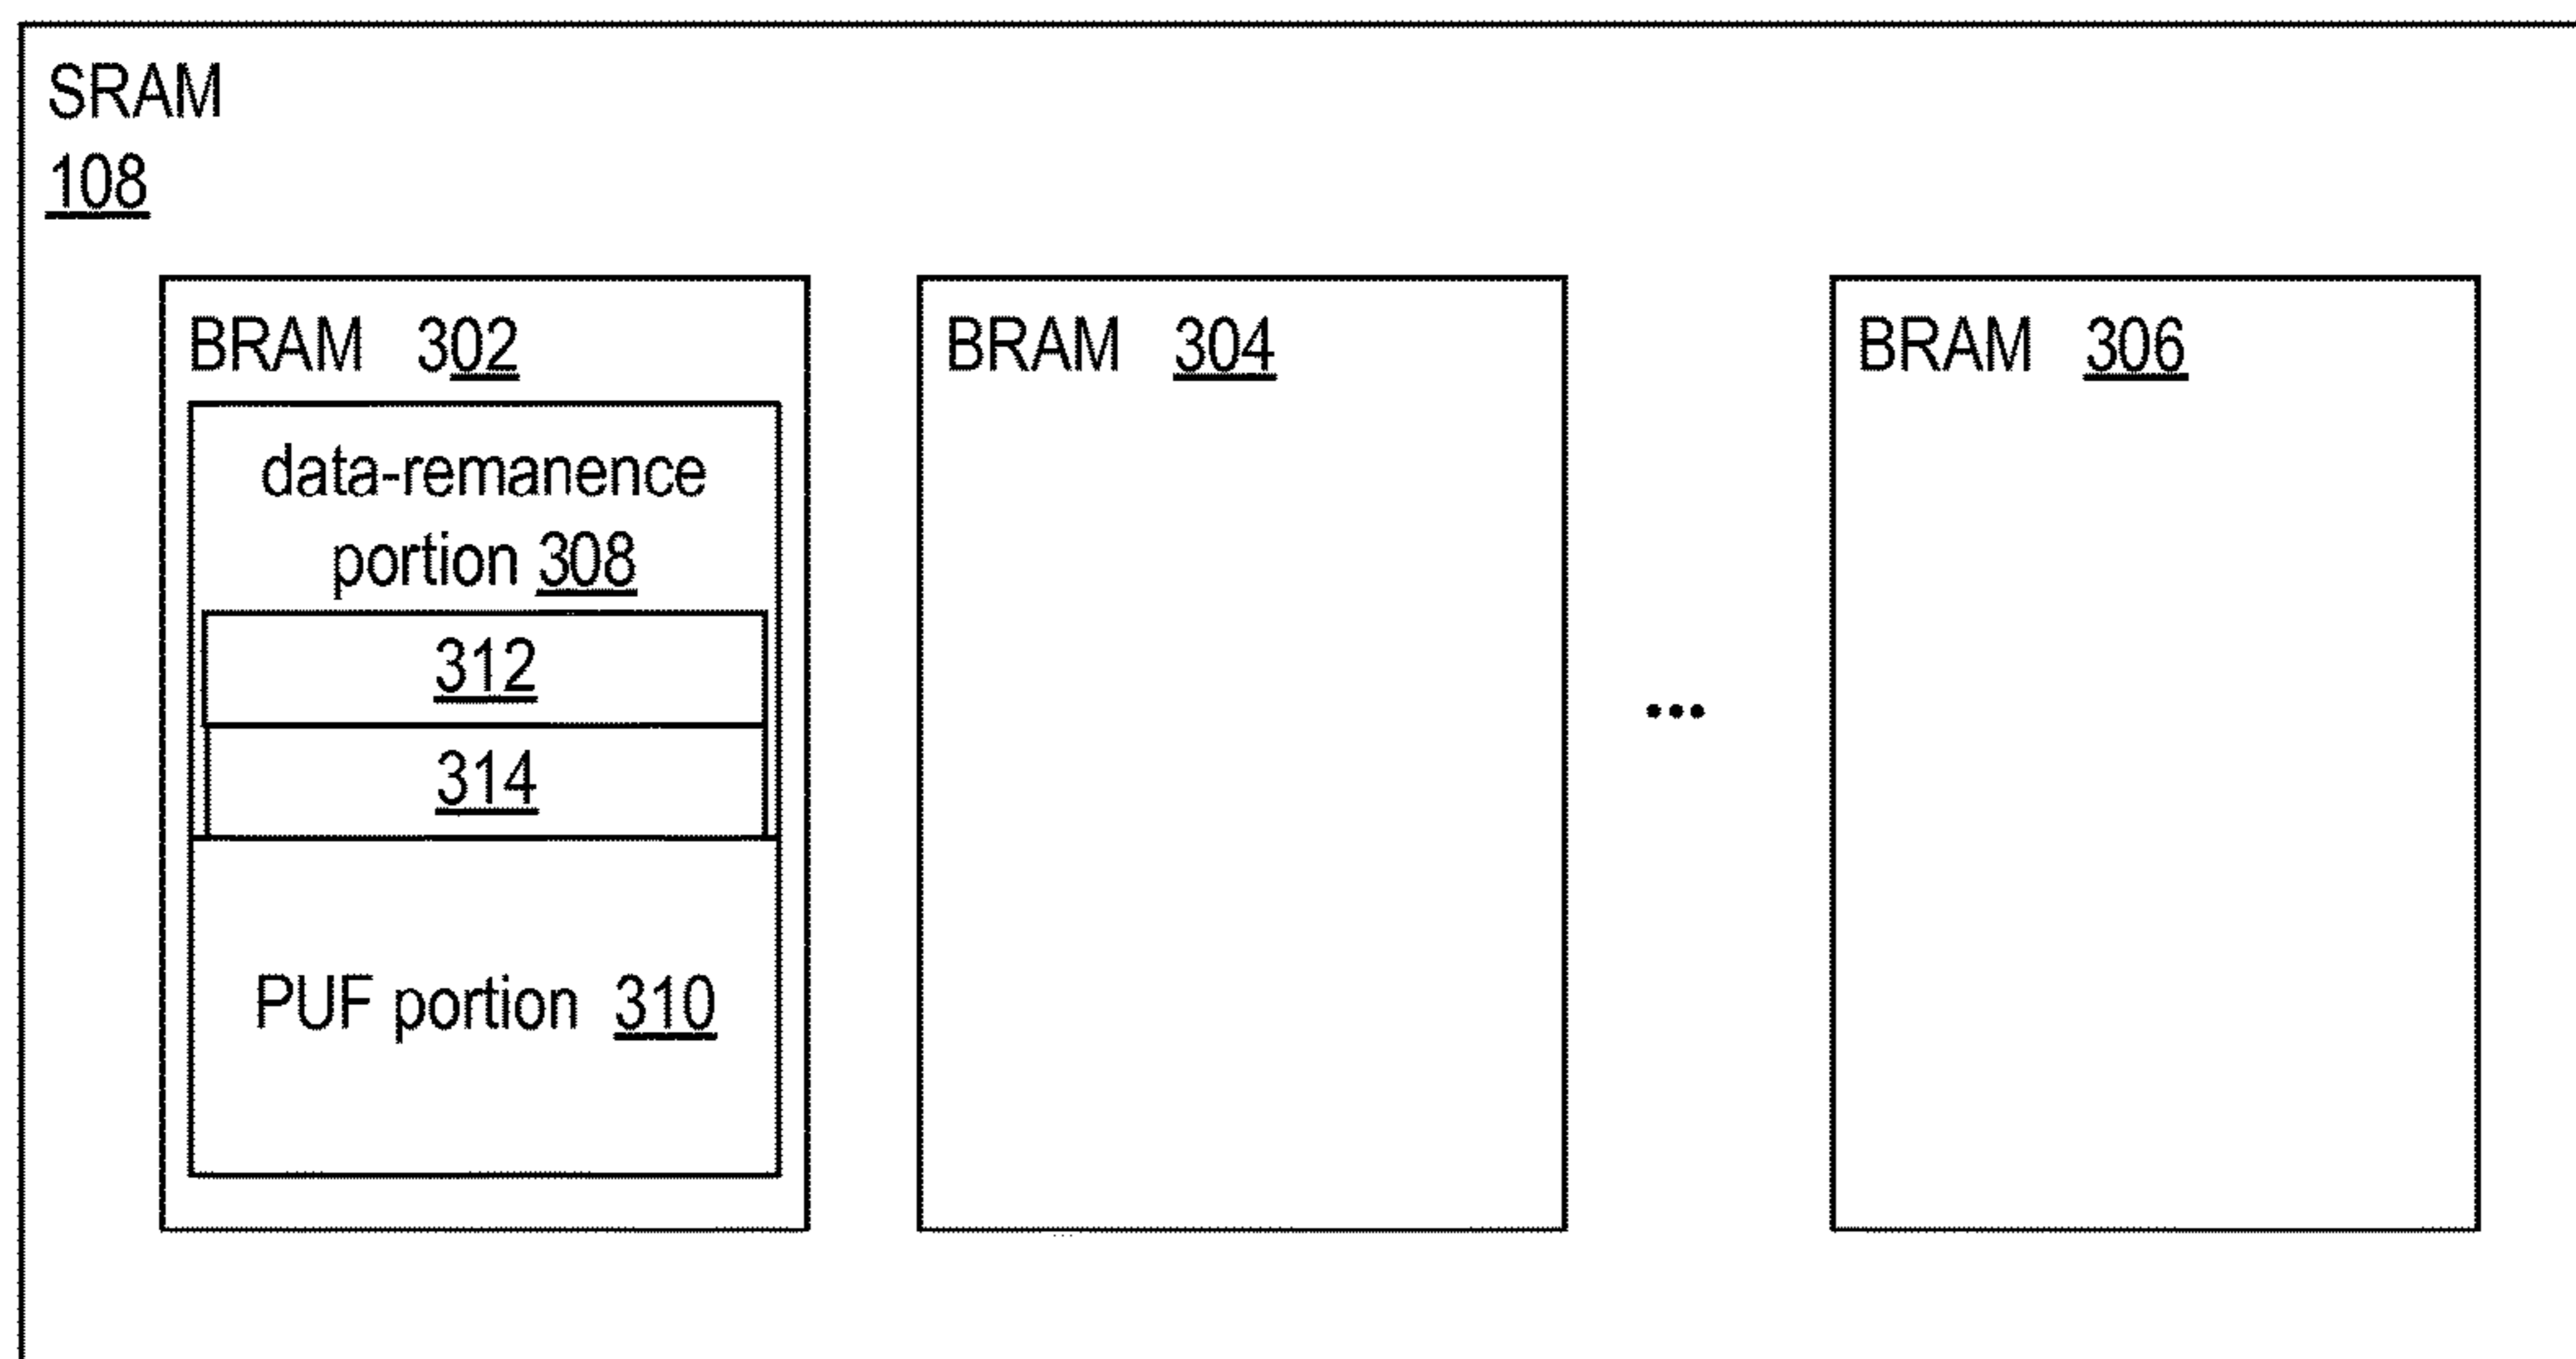 SRAM
108
BRAM 302
data-remanence
portion 308
312
314
PUF portion 310
BRAM 304
...
BRAM 306